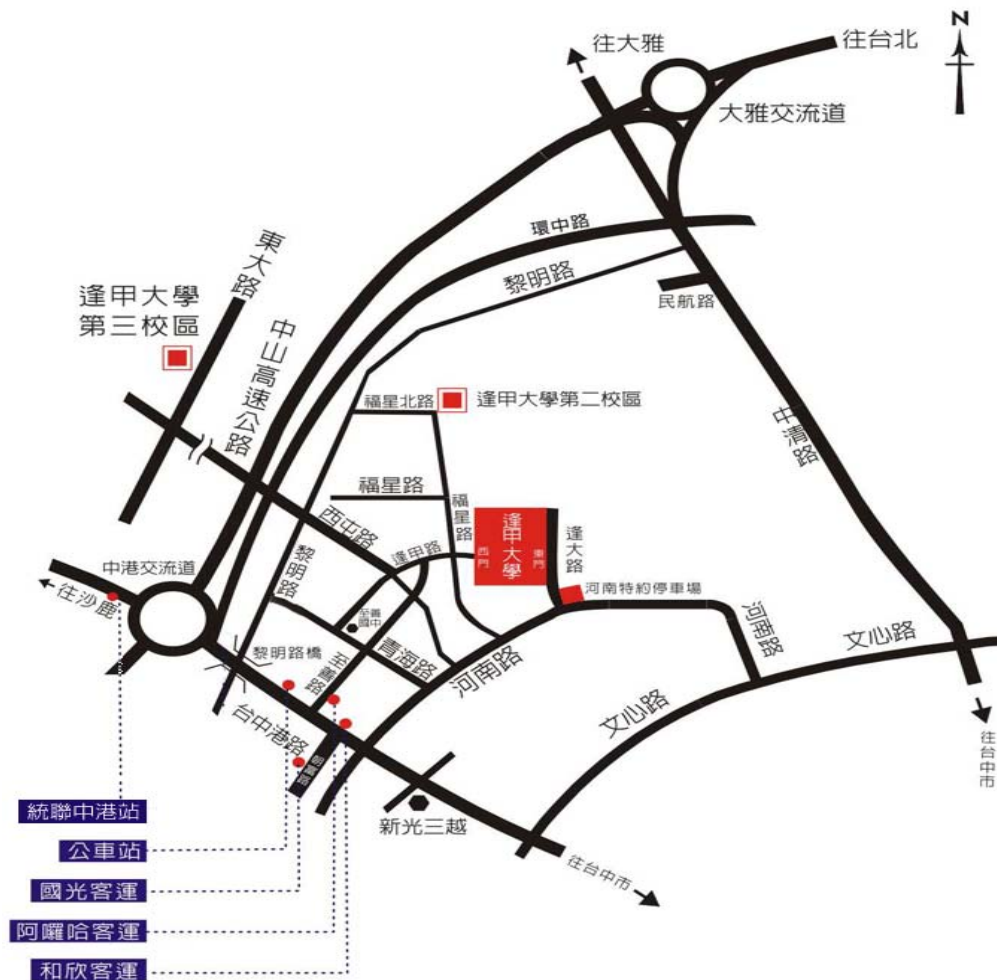 N
往大雅
往台北
大雅交流道
環中路
黎明路
民航路
東大路
逢甲大學
第三校區
中山高速公路
福星北路
逢甲大學第二校區
中清路
福星路
福星路
西屯路
逢甲大學
西門
東門
逢大路
逢甲路
黎明路
中港交流道
往沙鹿
河南特約停車場
至善
國中
河南路
文心路
黎明路橋
青海路
至善路
河南路
文心路
台中港路
往台中市
新光三越
往台中市
統聯中港站
公車站
國光客運
阿囉哈客運
和欣客運